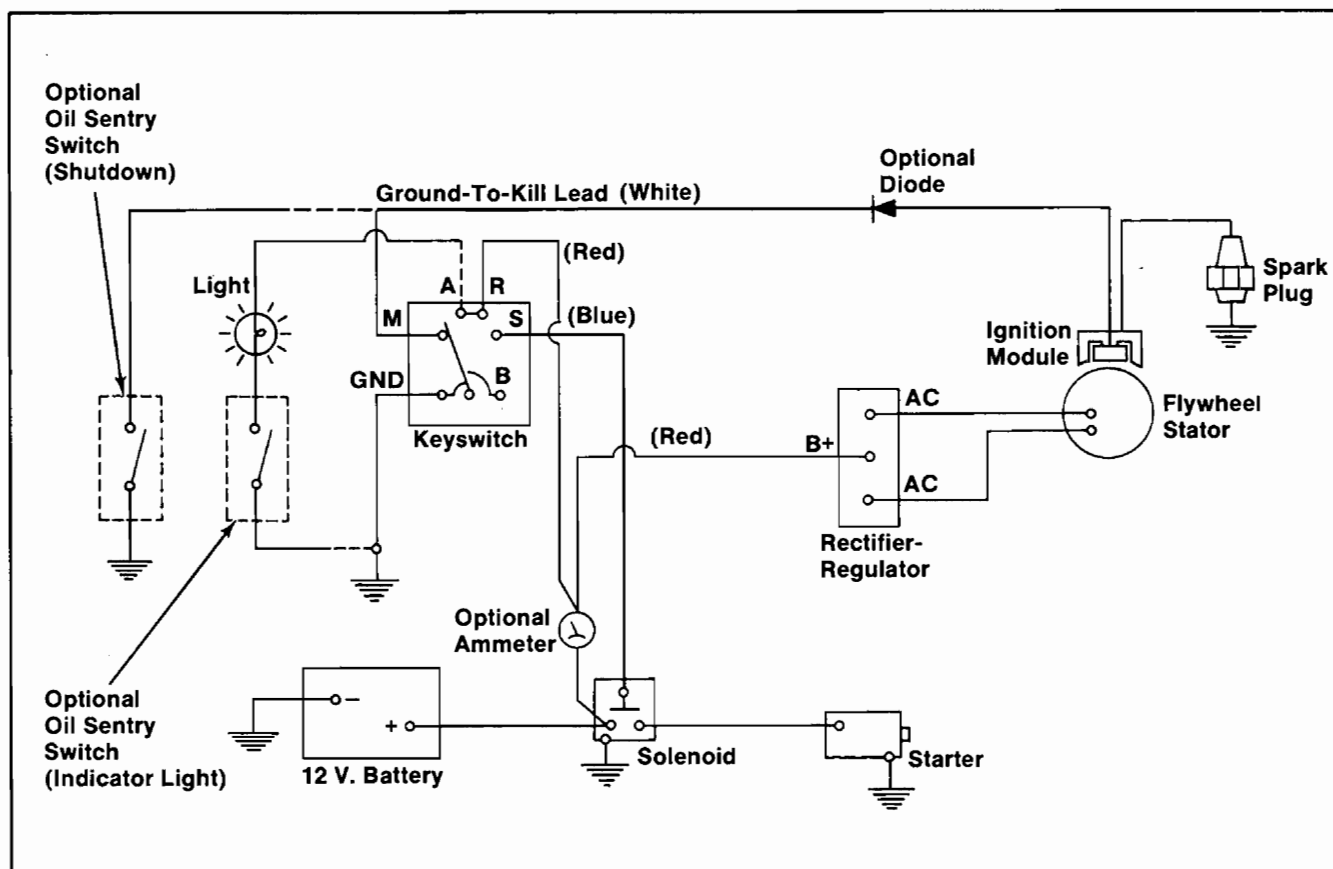 Optional
Oil Sentry
Switch
(Shutdown)
Optional
Diode
Ground-To-Kill Lead (White)
(Red)
Spark
Plug
Light
A
R
M
S
(Blue)
Ignition
Module
GND
B
Keyswitch
AC
Flywheel
Stator
(Red)
B+
AC
Rectifier-
Regulator
Optional
Ammeter
Optional
Oil Sentry
Switch
(Indicator Light)
-
+
12 V. Battery
Solenoid
Starter